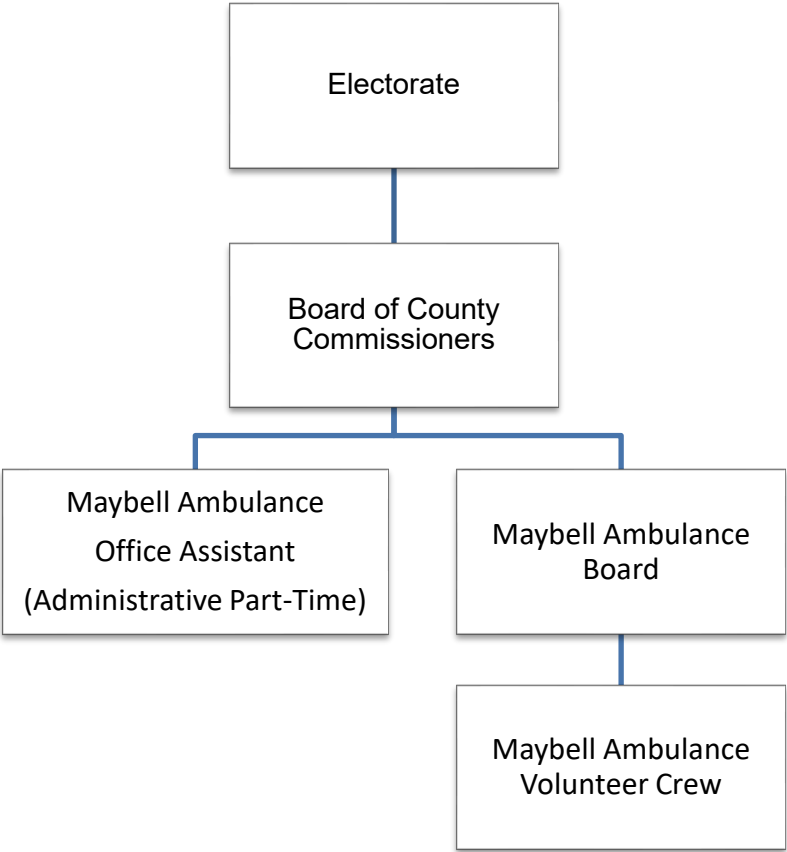 Electorate
Board of County
Commissioners
Maybell Ambulance
Office Assistant
(Administrative Part-Time)
Maybell Ambulance
Board
Maybell Ambulance
Volunteer Crew